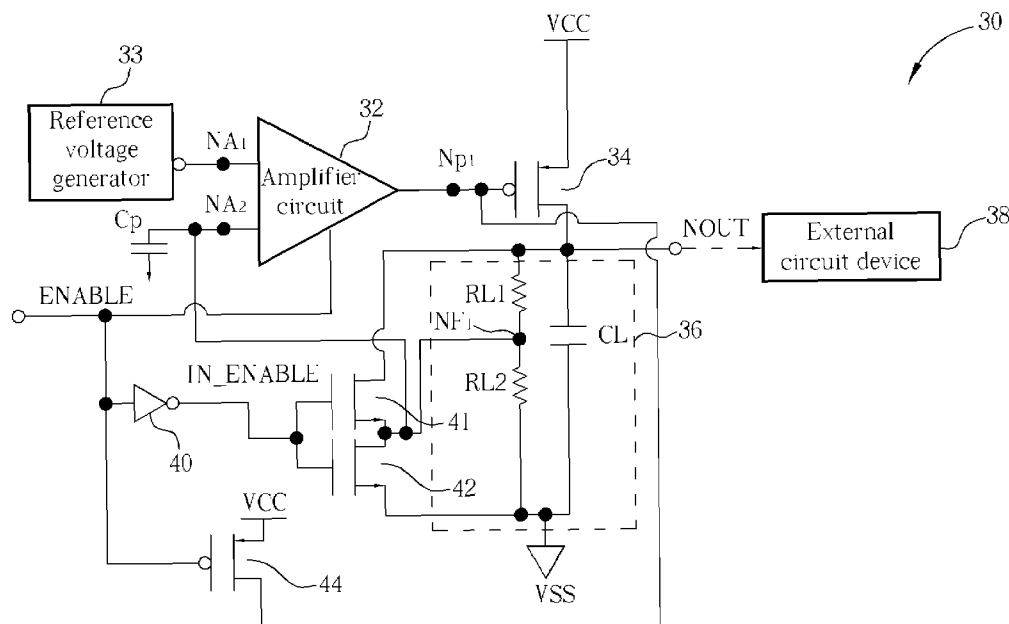 VCC
30
33
Reference
voltage
generator
NA1
32
Amplifier
circuit
NA2
Cp
Np1
34
NOUT
External
circuit device
38
ENABLE
RL1
NF1
CL
36
RL2
IN_ENABLE
41
40
42
VCC
44
VSS